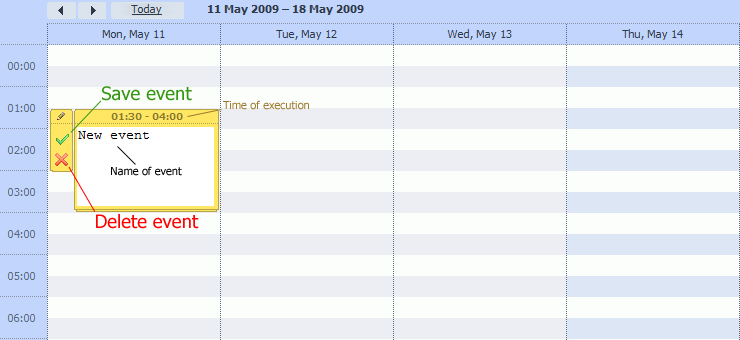 Today
11 May 2009 – 18 May 2009
Mon, May 11
Tue, May 12
Wed, May 13
Thu, May 14
00:00
01:00
Save event
Time of execution
01:30 - 04:00
New event
02:00
Name of event
03:00
Delete event
04:00
05:00
06:00